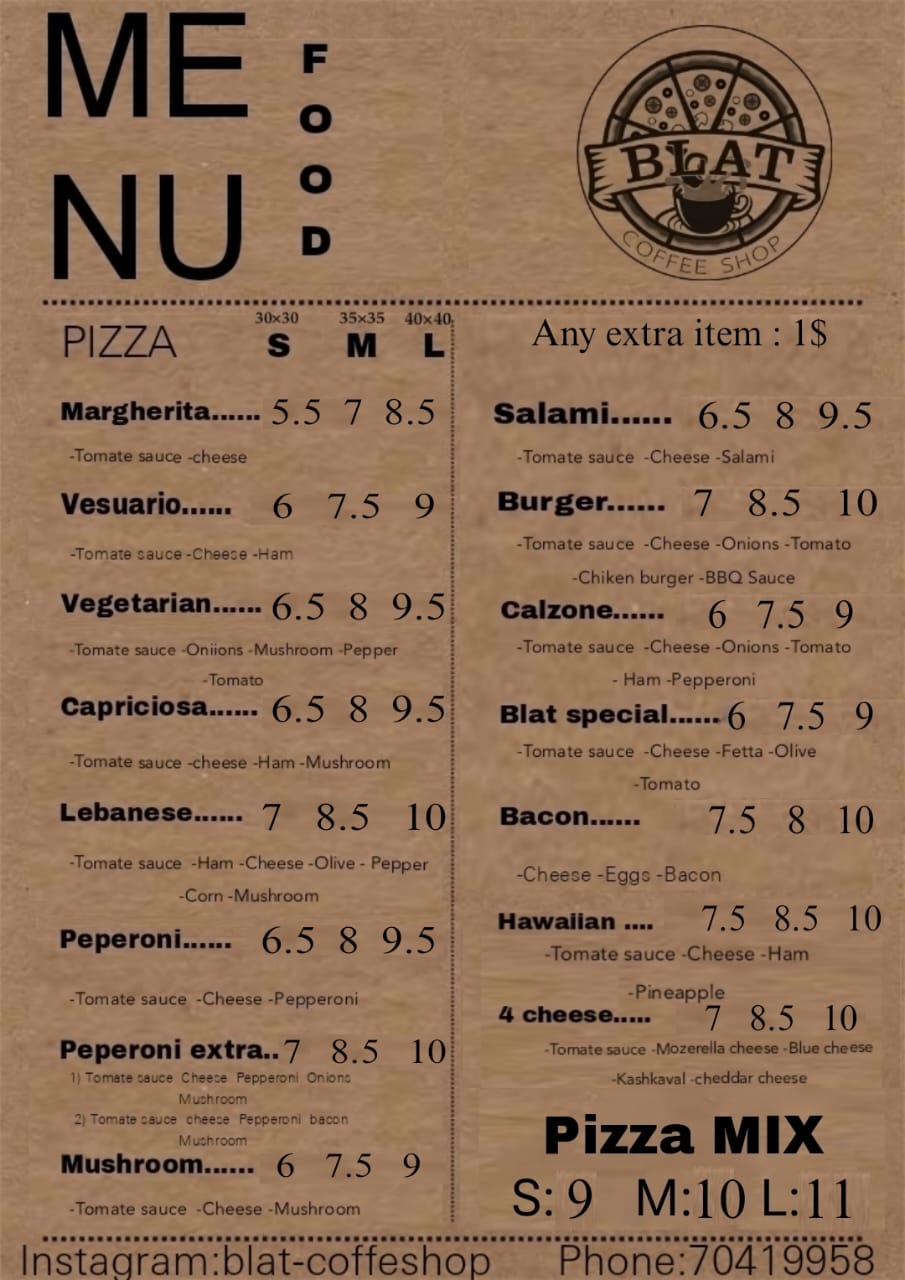 MENU
FOOD
BLAT
COFFEE SHOP
PIZZA
30×30 35×35 40×40
S M L
Margherita...... 5.5 7 8.5
-Tomate sauce -cheese
Vesuario...... 6 7.5 9
-Tomate sauce -Cheese -Ham
Vegetarian...... 6.5 8 9.5
-Tomate sauce -Oniions -Mushroom -Pepper
-Tomato
Capriciosa...... 6.5 8 9.5
-Tomate sauce -cheese -Ham -Mushroom
Lebanese...... 7 8.5 10
-Tomate sauce -Ham -Cheese -Olive - Pepper
-Corn -Mushroom
Peperoni...... 6.5 8 9.5
-Tomate sauce -Cheese -Pepperoni
Peperoni extra.. 7 8.5 10
1) Tomate sauce Cheese Pepperoni Onions
Mushroom
2) Tomate sauce cheese Pepperoni bacon
Mushroom
Mushroom...... 6 7.5 9
-Tomate sauce -Cheese -Mushroom
Any extra item : 1$
Salami...... 6.5 8 9.5
-Tomate sauce -Cheese -Salami
Burger...... 7 8.5 10
-Tomate sauce -Cheese -Onions -Tomato
-Chiken burger -BBQ Sauce
Calzone...... 6 7.5 9
-Tomate sauce -Cheese -Onions -Tomato
- Ham -Pepperoni
Blat special...... 6 7.5 9
-Tomate sauce -Cheese -Fetta -Olive
-Tomato
Bacon...... 7.5 8 10
-Cheese -Eggs -Bacon
Hawaiian .... 7.5 8.5 10
-Tomate sauce -Cheese -Ham
-Pineapple
4 cheese..... 7 8.5 10
-Tomate sauce -Mozerella cheese -Blue cheese
-Kashkaval -cheddar cheese
Pizza MIX
S: 9 M:10 L:11
Instagram:blat-coffeshop Phone:70419958